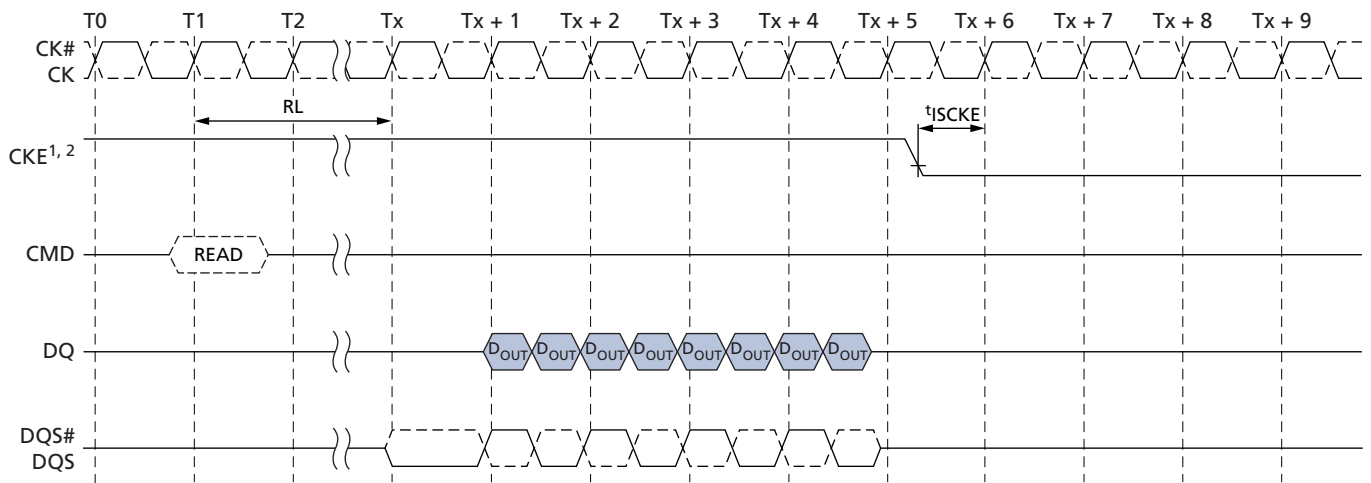 T0 T1 T2 Tx Tx + 1 Tx + 2 Tx + 3 Tx + 4 Tx + 5 Tx + 6 Tx + 7 Tx + 8 Tx + 9
CK#
CK
RL
tISCKE
CKE1, 2
CMD
READ
DQ
DOUT DOUT DOUT DOUT DOUT DOUT DOUT DOUT
DQS#
DQS